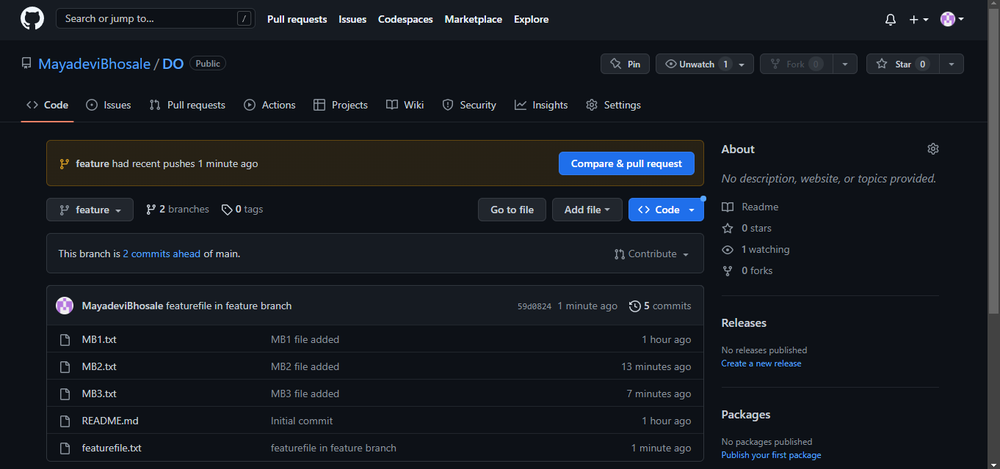 Search or jump to... /
Pull requests Issues Codespaces Marketplace Explore
MayadeviBhosale / DO Public
Pin Unwatch 1 Fork 0 Star 0
Code Issues Pull requests Actions Projects Wiki Security Insights Settings
feature had recent pushes 1 minute ago Compare & pull request
feature 2 branches 0 tags Go to file Add file Code
This branch is 2 commits ahead of main. Contribute
MayadeviBhosale featurefile in feature branch 59d0824 1 minute ago 5 commits
MB1.txt MB1 file added 1 hour ago
MB2.txt MB2 file added 13 minutes ago
MB3.txt MB3 file added 7 minutes ago
README.md Initial commit 1 hour ago
featurefile.txt featurefile in feature branch 1 minute ago
About
No description, website, or topics provided.
Readme
0 stars
1 watching
0 forks
Releases
No releases published
Create a new release
Packages
No packages published
Publish your first package